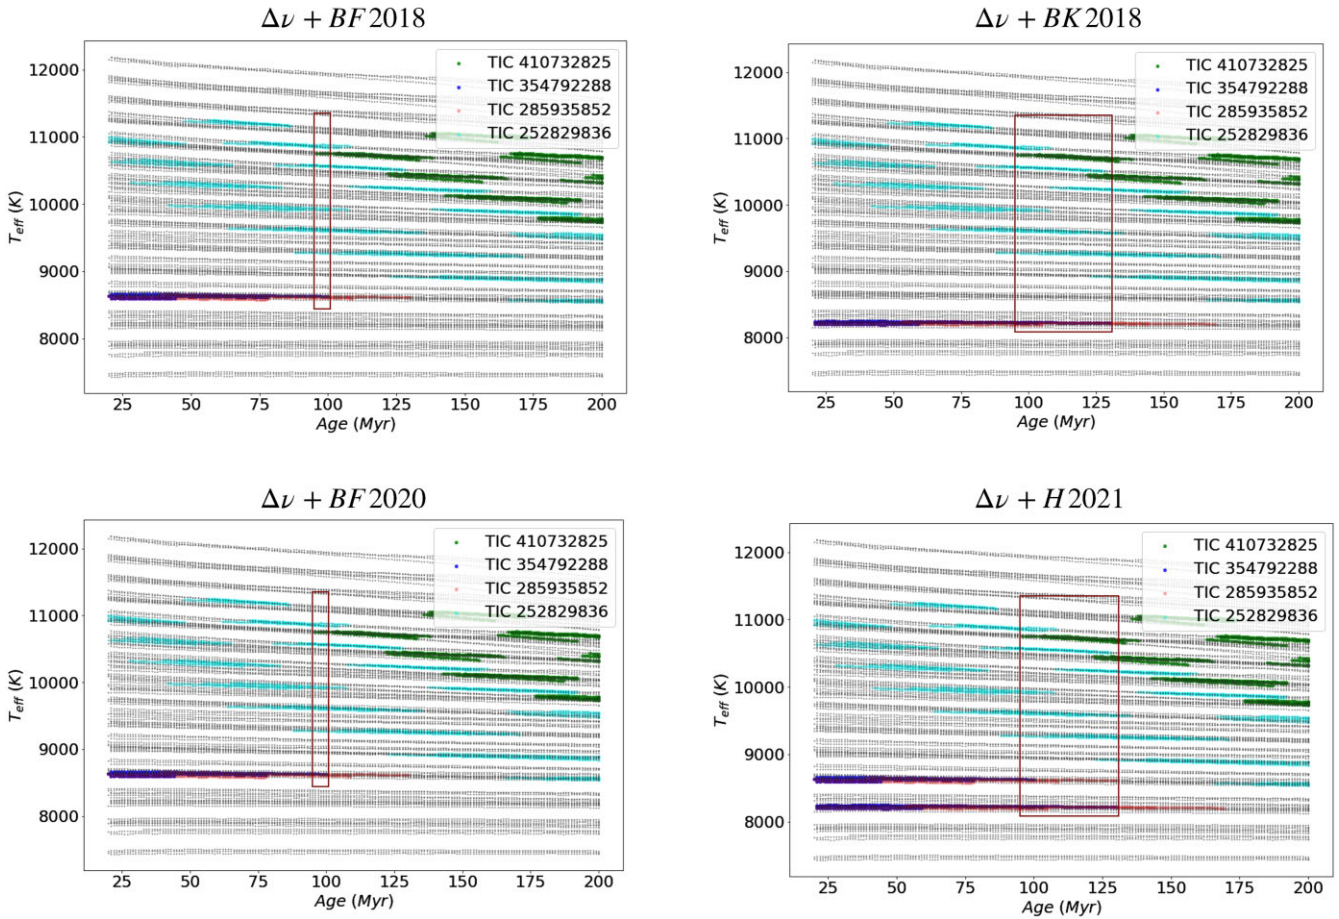 Δν + BF2018
12000
11000
10000
9000
8000
T_eff (K)
TIC 410732825
TIC 354792288
TIC 285935852
TIC 252829836
25 50 75 100 125 150 175 200
Age (Myr)
Δν + BK2018
12000
11000
10000
9000
8000
T_eff (K)
TIC 410732825
TIC 354792288
TIC 285935852
TIC 252829836
25 50 75 100 125 150 175 200
Age (Myr)
Δν + BF2020
12000
11000
10000
9000
8000
T_eff (K)
TIC 410732825
TIC 354792288
TIC 285935852
TIC 252829836
25 50 75 100 125 150 175 200
Age (Myr)
Δν + H2021
12000
11000
10000
9000
8000
T_eff (K)
TIC 410732825
TIC 354792288
TIC 285935852
TIC 252829836
25 50 75 100 125 150 175 200
Age (Myr)